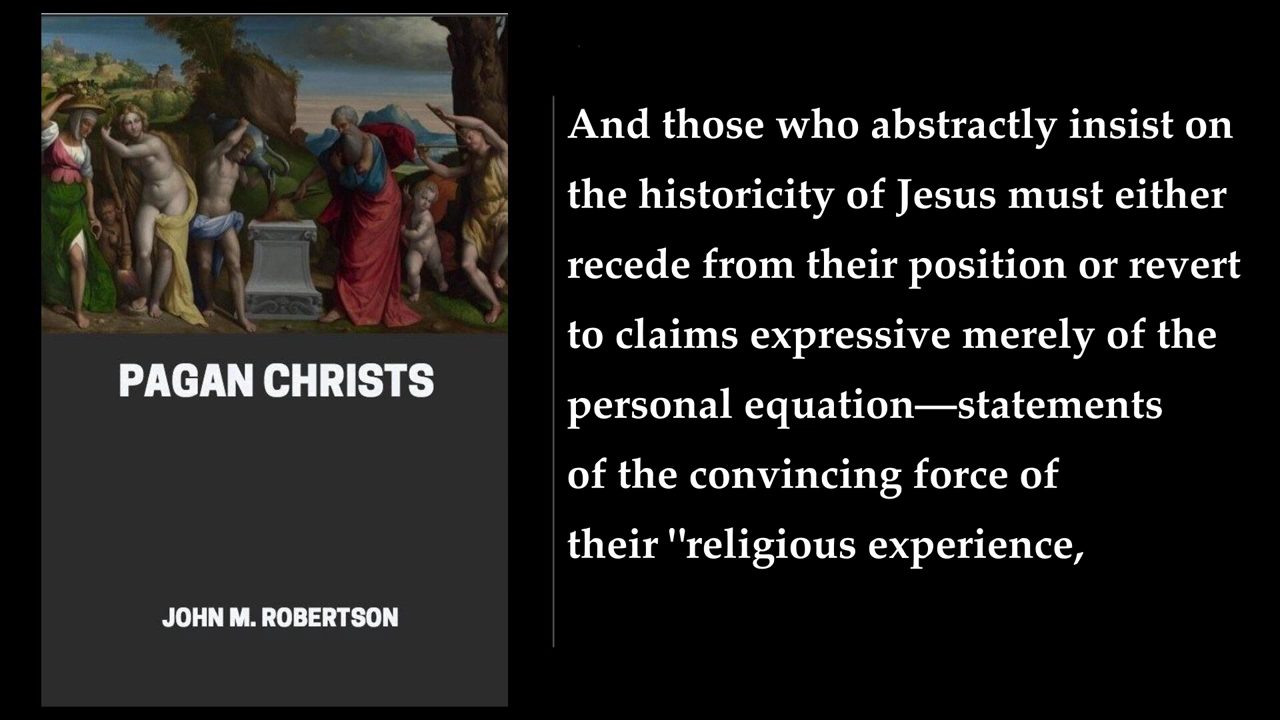 PAGAN CHRISTS
JOHN M. ROBERTSON
And those who abstractly insist on
the historicity of Jesus must either
recede from their position or revert
to claims expressive merely of the
personal equation—statements
of the convincing force of
their "religious experience,